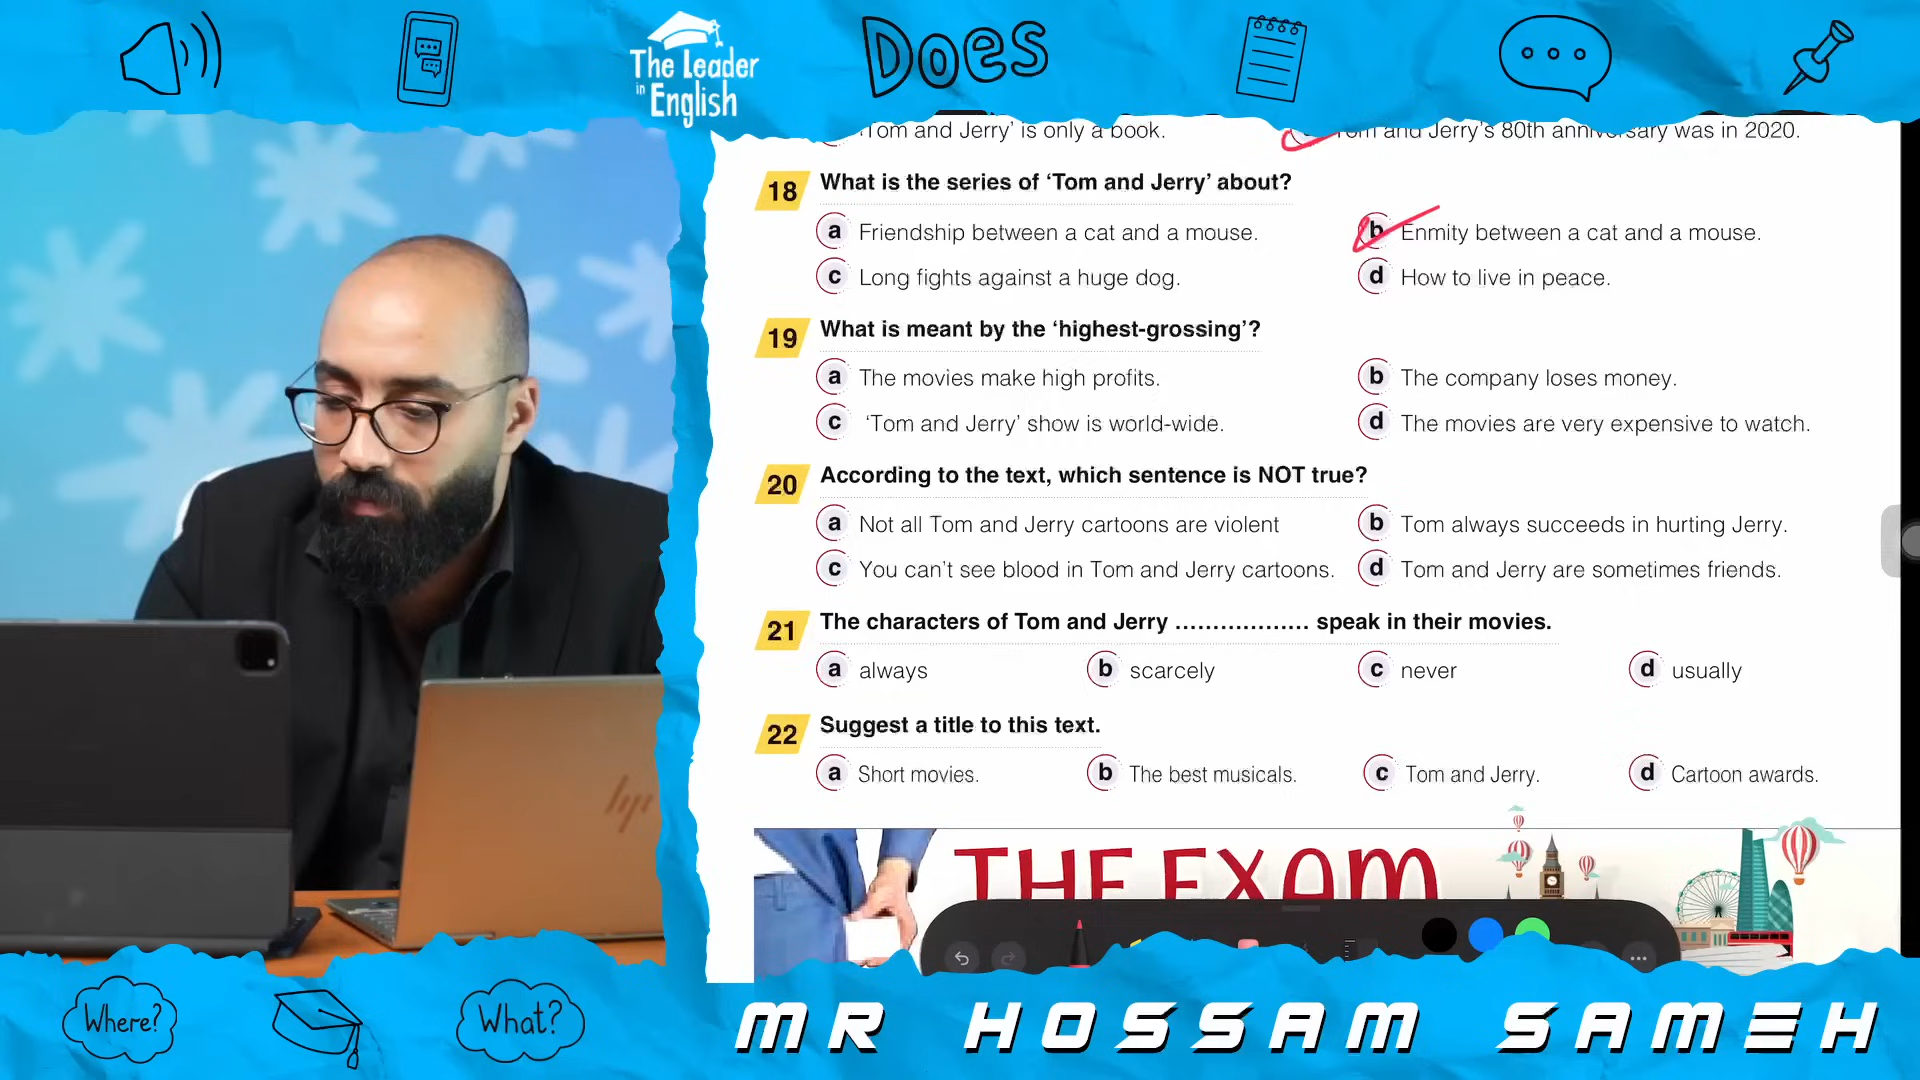 The Leader
in English
Does
'Tom and Jerry' is only a book.
Tom and Jerry's 80th anniversary was in 2020.
18 What is the series of ‘Tom and Jerry’ about?
a Friendship between a cat and a mouse.
b Enmity between a cat and a mouse.
c Long fights against a huge dog.
d How to live in peace.
19 What is meant by the ‘highest-grossing’?
a The movies make high profits.
b The company loses money.
c ‘Tom and Jerry’ show is world-wide.
d The movies are very expensive to watch.
20 According to the text, which sentence is NOT true?
a Not all Tom and Jerry cartoons are violent
b Tom always succeeds in hurting Jerry.
c You can’t see blood in Tom and Jerry cartoons.
d Tom and Jerry are sometimes friends.
21 The characters of Tom and Jerry .................. speak in their movies.
a always
b scarcely
c never
d usually
22 Suggest a title to this text.
a Short movies.
b The best musicals.
c Tom and Jerry.
d Cartoon awards.
THE EXAM
hp
Where?
What?
MR HOSSAM SAMEH